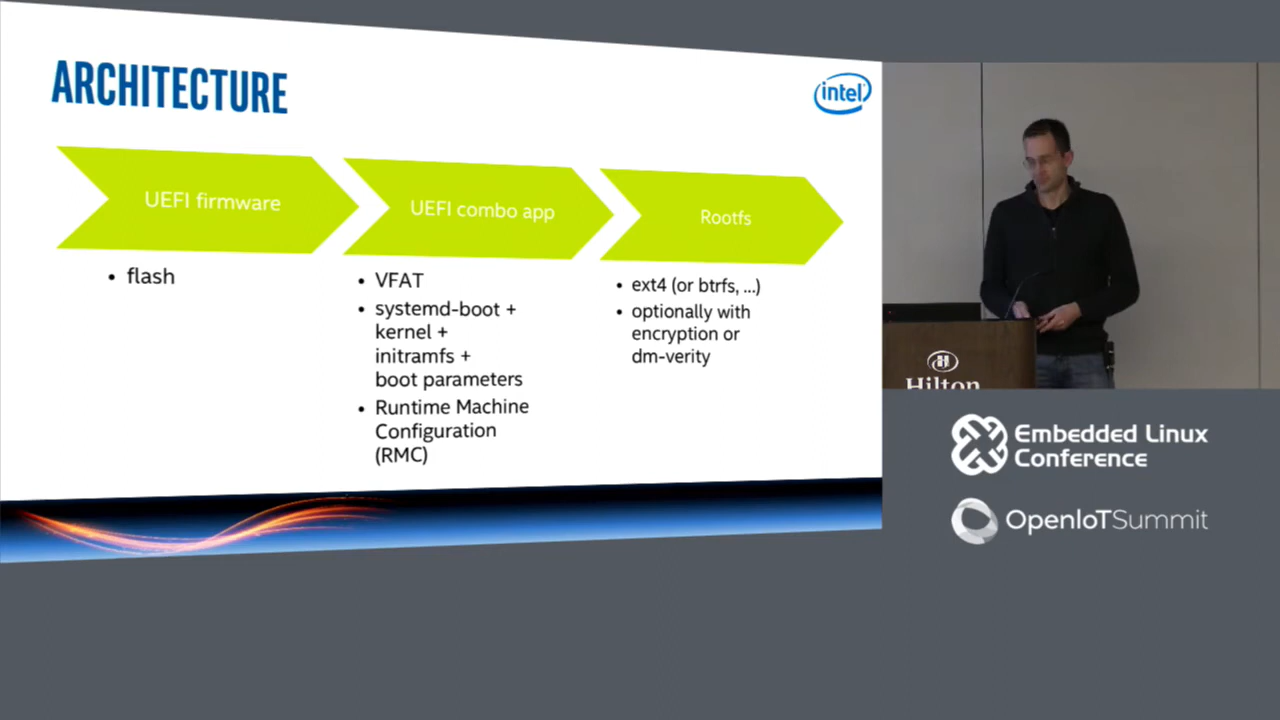 ARCHITECTURE
intel
UEFI firmware
UEFI combo app
Rootfs
• flash
• VFAT
• systemd-boot +
kernel +
initramfs +
boot parameters
• Runtime Machine
Configuration
(RMC)
• ext4 (or btrfs, ...)
• optionally with
encryption or
dm-verity
H
Hilton
Embedded Linux
Conference
OpenIoTSummit